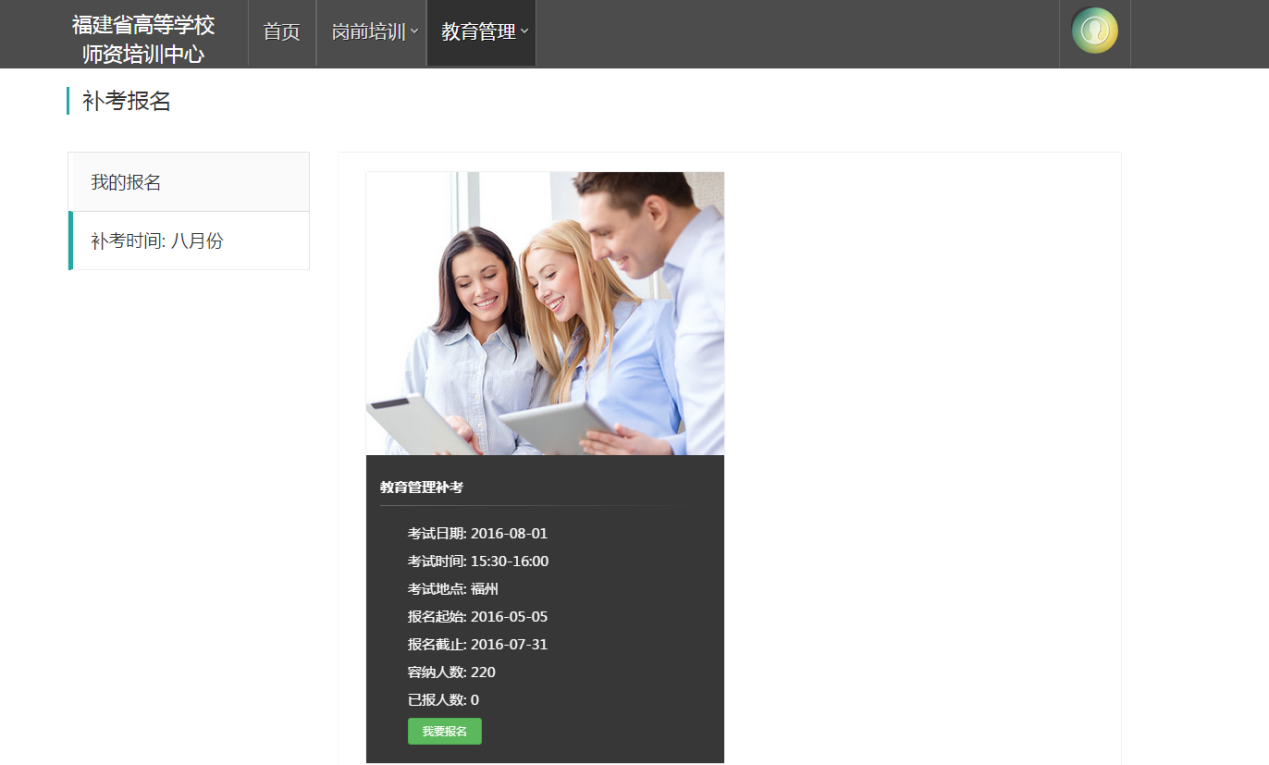 福建省高等学校
师资培训中心
首页
岗前培训
教育管理
补考报名
我的报名
补考时间: 八月份
教育管理补考
考试日期: 2016-08-01
考试时间: 15:30-16:00
考试地点: 福州
报名起始: 2016-05-05
报名截止: 2016-07-31
容纳人数: 220
已报人数: 0
我要报名